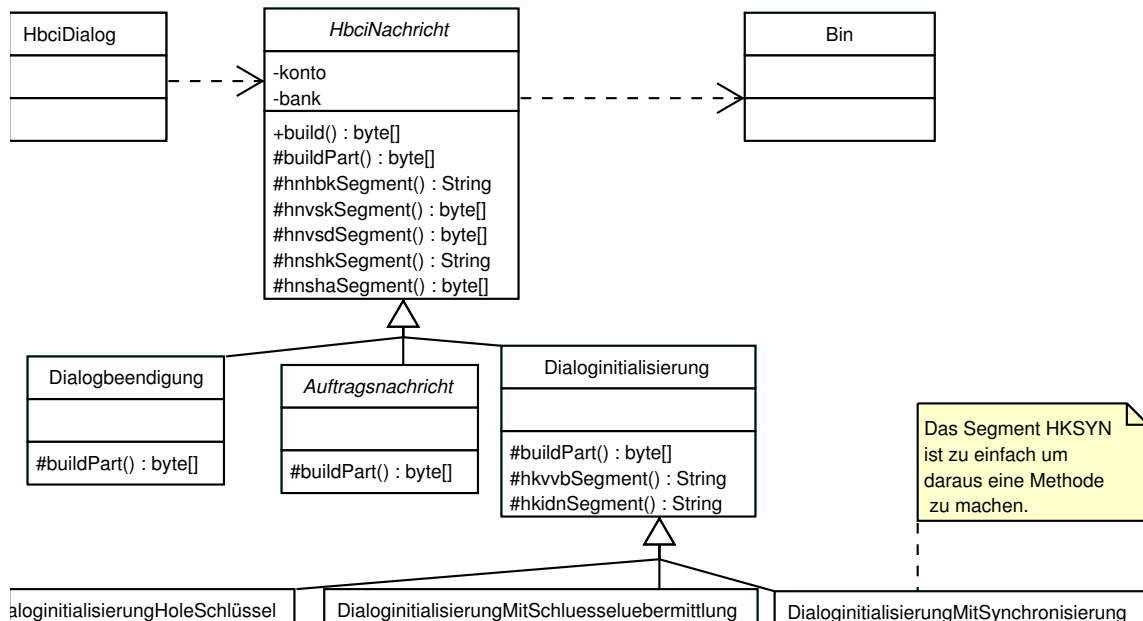 HbciDialog
HbciNachricht
-konto
-bank
+build() : byte[]
#buildPart() : byte[]
#hnhbkSegment() : String
#hnvskSegment() : byte[]
#hnvsdSegment() : byte[]
#hnshkSegment() : String
#hnshaSegment() : byte[]
Bin
Dialogbeendigung
#buildPart() : byte[]
Auftragsnachricht
#buildPart() : byte[]
Dialoginitialisierung
#buildPart() : byte[]
#hkvvbSegment() : String
#hkidnSegment() : String
Das Segment HKSYN
ist zu einfach um
daraus eine Methode
zu machen.
aloginitialisierungHoleSchlüssel
DialoginitialisierungMitSchluesseluebermittlung
DialoginitialisierungMitSynchronisierung